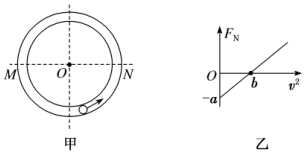 M O N
甲
F_N
O b v²
-a
乙